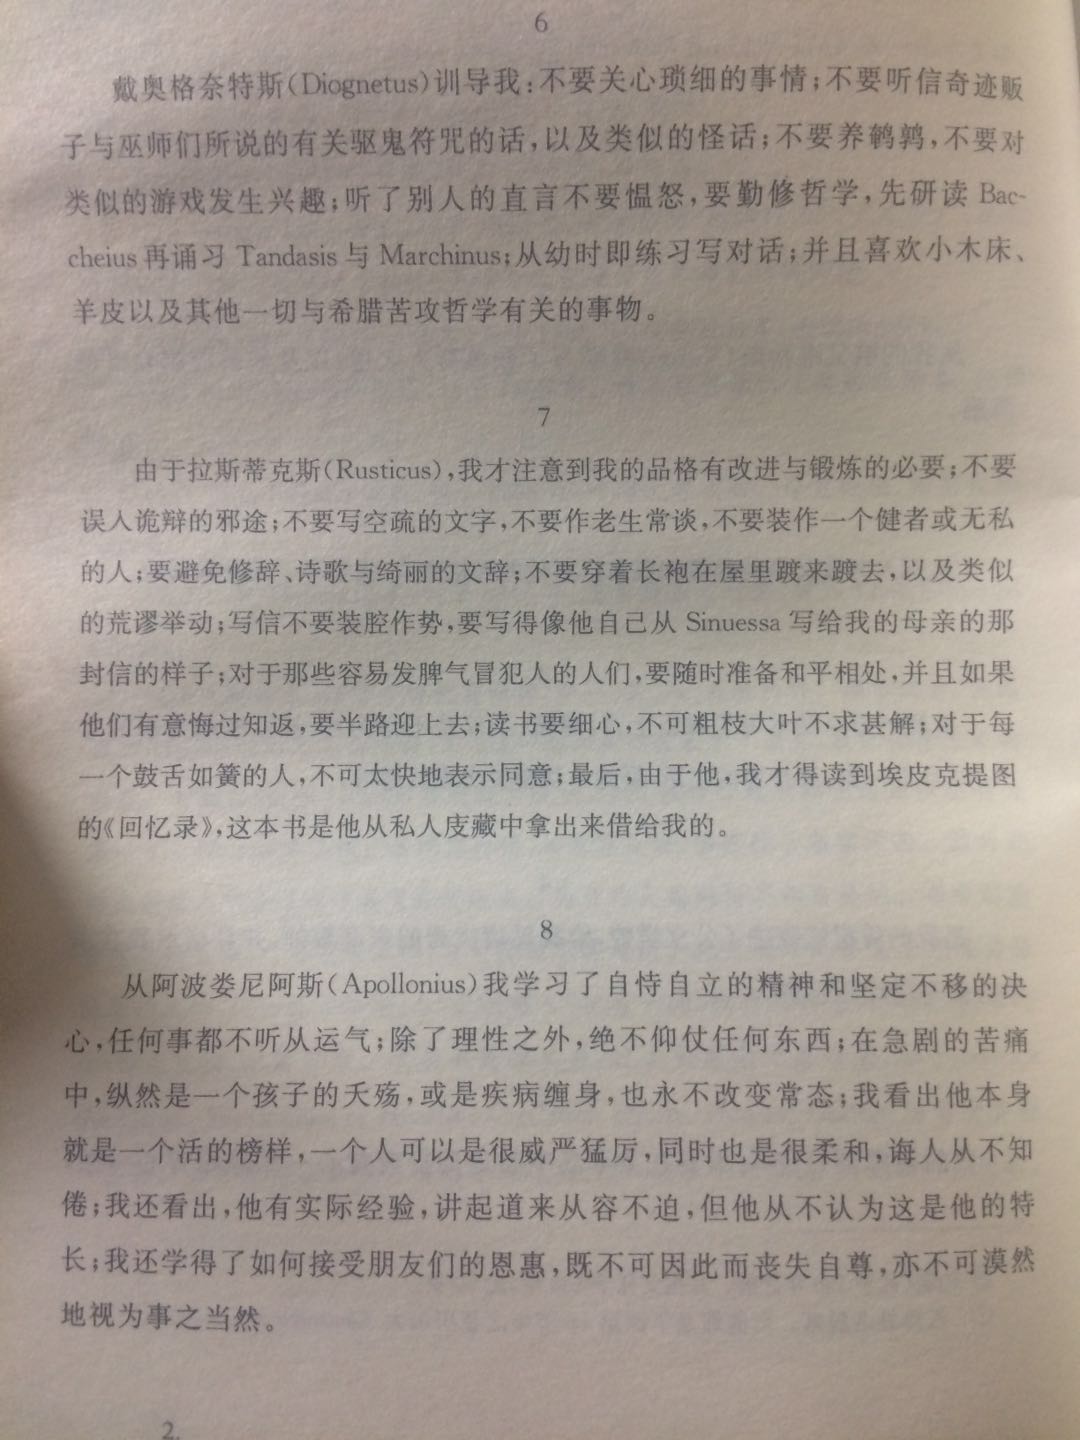 6
戴奥格奈特斯(Diognetus)训导我:不要关心琐细的事情;不要听信奇迹贩
子与巫师们所说的有关驱鬼符咒的话,以及类似的怪话;不要养鹌鹑,不要对
类似的游戏发生兴趣;听了别人的直言不要愠怒,要勤修哲学,先研读 Bac-
cheius 再诵习 Tandasis 与 Marchinus;从幼时即练习写对话;并且喜欢小木床、
羊皮以及其他一切与希腊苦攻哲学有关的事物。
7
由于拉斯蒂克斯(Rusticus),我才注意到我的品格有改进与锻炼的必要;不要
误入诡辩的邪途;不要写空疏的文字,不要作老生常谈,不要装作一个健者或无私
的人;要避免修辞、诗歌与绮丽的文辞;不要穿着长袍在屋里踱来踱去,以及类似
的荒谬举动;写信不要装腔作势,要写得像他自己从 Sinuessa 写给我的母亲的那
封信的样子;对于那些容易发脾气冒犯人的人们,要随时准备和平相处,并且如果
他们有意悔过知返,要半路迎上去;读书要细心,不可粗枝大叶不求甚解;对于每
一个鼓舌如簧的人,不可太快地表示同意;最后,由于他,我才得读到埃皮克提图
的《回忆录》,这本书是他从私人庋藏中拿出来借给我的。
8
从阿波娄尼阿斯(Apollonius)我学习了自恃自立的精神和坚定不移的决
心,任何事都不听从运气;除了理性之外,绝不仰仗任何东西;在急剧的苦痛
中,纵然是一个孩子的夭殇,或是疾病缠身,也永不改变常态;我看出他本身
就是一个活的榜样,一个人可以是很威严猛厉,同时也是很柔和,诲人从不知
倦;我还看出,他有实际经验,讲起道来从容不迫,但他从不认为这是他的特
长;我还学得了如何接受朋友们的恩惠,既不可因此而丧失自尊,亦不可漠然
地视为事之当然。
2.